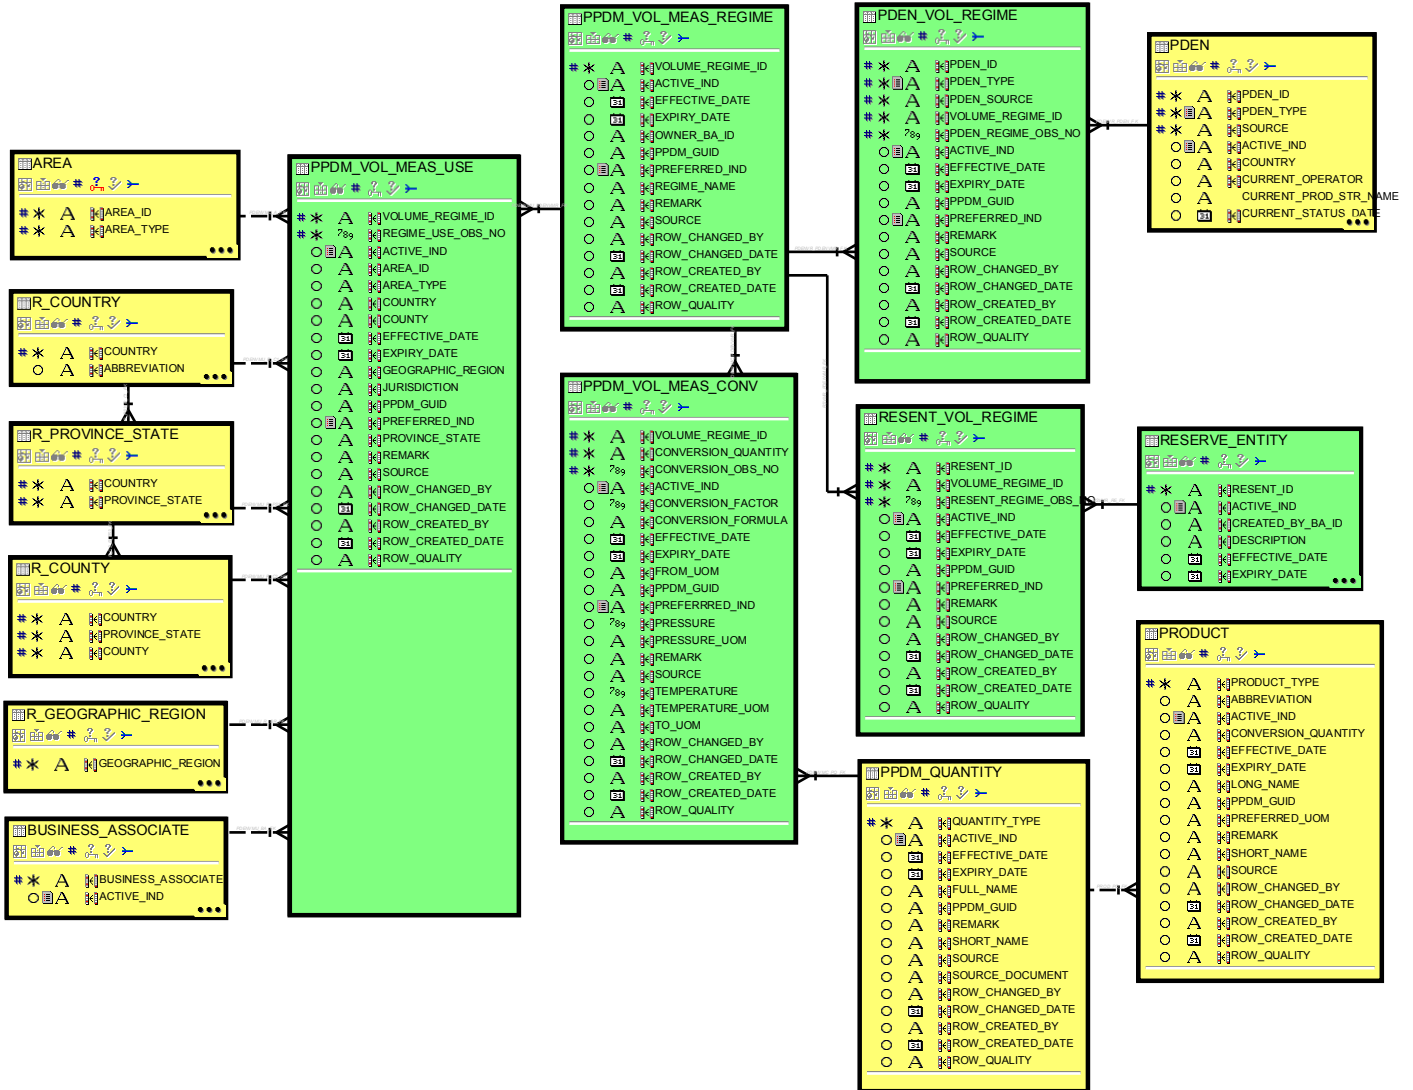 AREA
AREA_ID
AREA_TYPE
R_COUNTRY
COUNTRY
ABBREVIATION
R_PROVINCE_STATE
COUNTRY
PROVINCE_STATE
R_COUNTY
COUNTRY
PROVINCE_STATE
COUNTY
R_GEOGRAPHIC_REGION
GEOGRAPHIC_REGION
BUSINESS_ASSOCIATE
BUSINESS_ASSOCIATE
ACTIVE_IND
PPDM_VOL_MEAS_USE
VOLUME_REGIME_ID
REGIME_USE_OBS_NO
ACTIVE_IND
AREA_ID
AREA_TYPE
COUNTRY
COUNTY
EFFECTIVE_DATE
EXPIRY_DATE
GEOGRAPHIC_REGION
JURISDICTION
PPDM_GUID
PREFERRED_IND
PROVINCE_STATE
REMARK
SOURCE
ROW_CHANGED_BY
ROW_CHANGED_DATE
ROW_CREATED_BY
ROW_CREATED_DATE
ROW_QUALITY
PPDM_VOL_MEAS_REGIME
VOLUME_REGIME_ID
ACTIVE_IND
EFFECTIVE_DATE
EXPIRY_DATE
OWNER_BA_ID
PPDM_GUID
PREFERRED_IND
REGIME_NAME
REMARK
SOURCE
ROW_CHANGED_BY
ROW_CHANGED_DATE
ROW_CREATED_BY
ROW_CREATED_DATE
ROW_QUALITY
PPDM_VOL_MEAS_CONV
VOLUME_REGIME_ID
CONVERSION_QUANTITY
CONVERSION_OBS_NO
ACTIVE_IND
CONVERSION_FACTOR
CONVERSION_FORMULA
EFFECTIVE_DATE
EXPIRY_DATE
FROM_UOM
PPDM_GUID
PREFERRRED_IND
PRESSURE
PRESSURE_UOM
REMARK
SOURCE
TEMPERATURE
TEMPERATURE_UOM
TO_UOM
ROW_CHANGED_BY
ROW_CHANGED_DATE
ROW_CREATED_BY
ROW_CREATED_DATE
ROW_QUALITY
PDEN_VOL_REGIME
PDEN_ID
PDEN_TYPE
PDEN_SOURCE
VOLUME_REGIME_ID
PDEN_REGIME_OBS_NO
ACTIVE_IND
EFFECTIVE_DATE
EXPIRY_DATE
PPDM_GUID
PREFERRED_IND
REMARK
SOURCE
ROW_CHANGED_BY
ROW_CHANGED_DATE
ROW_CREATED_BY
ROW_CREATED_DATE
ROW_QUALITY
RESENT_VOL_REGIME
RESENT_ID
VOLUME_REGIME_ID
RESENT_REGIME_OBS_NO
ACTIVE_IND
EFFECTIVE_DATE
EXPIRY_DATE
PPDM_GUID
PREFERRED_IND
REMARK
SOURCE
ROW_CHANGED_BY
ROW_CHANGED_DATE
ROW_CREATED_BY
ROW_CREATED_DATE
ROW_QUALITY
PPDM_QUANTITY
QUANTITY_TYPE
ACTIVE_IND
EFFECTIVE_DATE
EXPIRY_DATE
FULL_NAME
PPDM_GUID
REMARK
SHORT_NAME
SOURCE
SOURCE_DOCUMENT
ROW_CHANGED_BY
ROW_CHANGED_DATE
ROW_CREATED_BY
ROW_CREATED_DATE
ROW_QUALITY
PDEN
PDEN_ID
PDEN_TYPE
SOURCE
ACTIVE_IND
COUNTRY
CURRENT_OPERATOR
CURRENT_PROD_STR_NAME
CURRENT_STATUS_DATE
RESERVE_ENTITY
RESENT_ID
ACTIVE_IND
CREATED_BY_BA_ID
DESCRIPTION
EFFECTIVE_DATE
EXPIRY_DATE
PRODUCT
PRODUCT_TYPE
ABBREVIATION
ACTIVE_IND
CONVERSION_QUANTITY
EFFECTIVE_DATE
EXPIRY_DATE
LONG_NAME
PPDM_GUID
PREFERRED_UOM
REMARK
SHORT_NAME
SOURCE
ROW_CHANGED_BY
ROW_CHANGED_DATE
ROW_CREATED_BY
ROW_CREATED_DATE
ROW_QUALITY